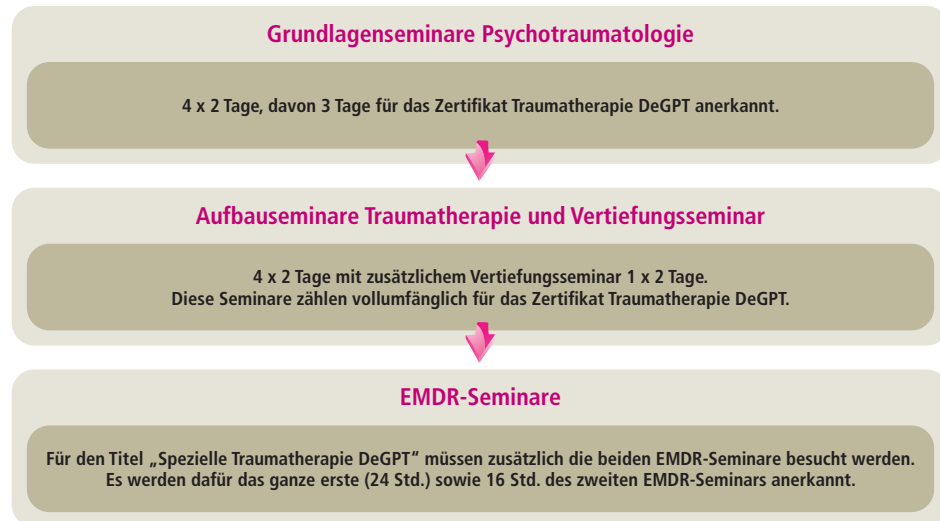 Grundlagenseminare Psychotraumatologie
4 x 2 Tage, davon 3 Tage für das Zertifikat Traumatherapie DeGPT anerkannt.
Aufbauseminare Traumatherapie und Vertiefungsseminar
4 x 2 Tage mit zusätzlichem Vertiefungsseminar 1 x 2 Tage.
Diese Seminare zählen vollumfänglich für das Zertifikat Traumatherapie DeGPT.
EMDR-Seminare
Für den Titel „Spezielle Traumatherapie DeGPT“ müssen zusätzlich die beiden EMDR-Seminare besucht werden.
Es werden dafür das ganze erste (24 Std.) sowie 16 Std. des zweiten EMDR-Seminars anerkannt.